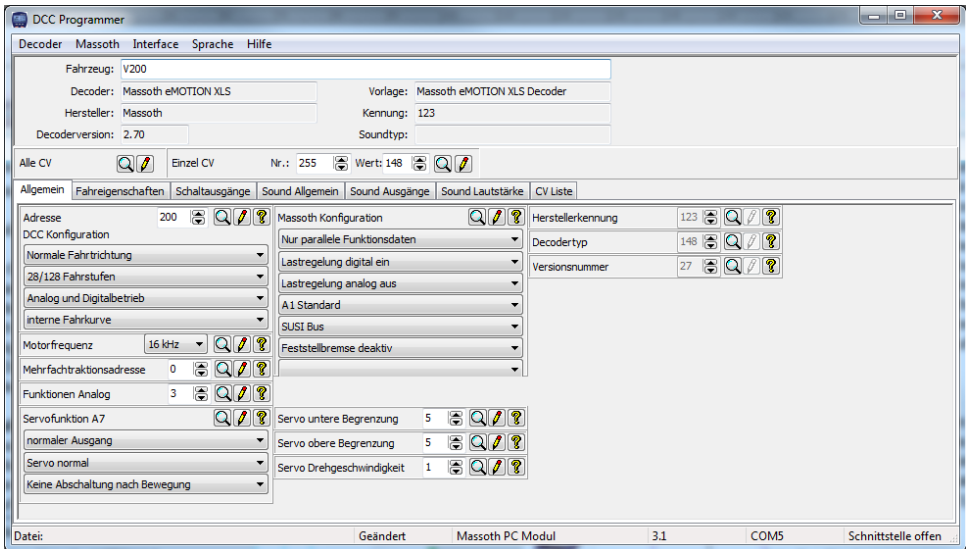 DCC Programmer
Decoder Massoth Interface Sprache Hilfe
Fahrzeug: V200
Decoder: Massoth eMOTION XLS Vorlage: Massoth eMOTION XLS Decoder
Hersteller: Massoth Kennung: 123
Decoderversion: 2.70 Soundtyp:
Alle CV Einzel CV Nr.: 255 Wert: 148
Allgemein Fahreigenschaften Schaltausgänge Sound Allgemein Sound Ausgänge Sound Lautstärke CV Liste
Adresse 200 Massoth Konfiguration Herstellerkennung 123
DCC Konfiguration
Nur parallele Funktionsdaten Decodertyp 148
Normale Fahrtrichtung
Lastregelung digital ein Versionsnummer 27
28/128 Fahrstufen
Lastregelung analog aus
Analog und Digitalbetrieb
A1 Standard
interne Fahrkurve
SUSI Bus
Motorfrequenz 16 kHz
Feststellbremse deaktiv
Mehrfachtraktionsadresse 0
Funktionen Analog 3
Servofunktion A7 Servo untere Begrenzung 5
normaler Ausgang Servo obere Begrenzung 5
Servo normal Servo Drehgeschwindigkeit 1
Keine Abschaltung nach Bewegung
Datei: Geändert Massoth PC Modul 3.1 COM5 Schnittstelle offen